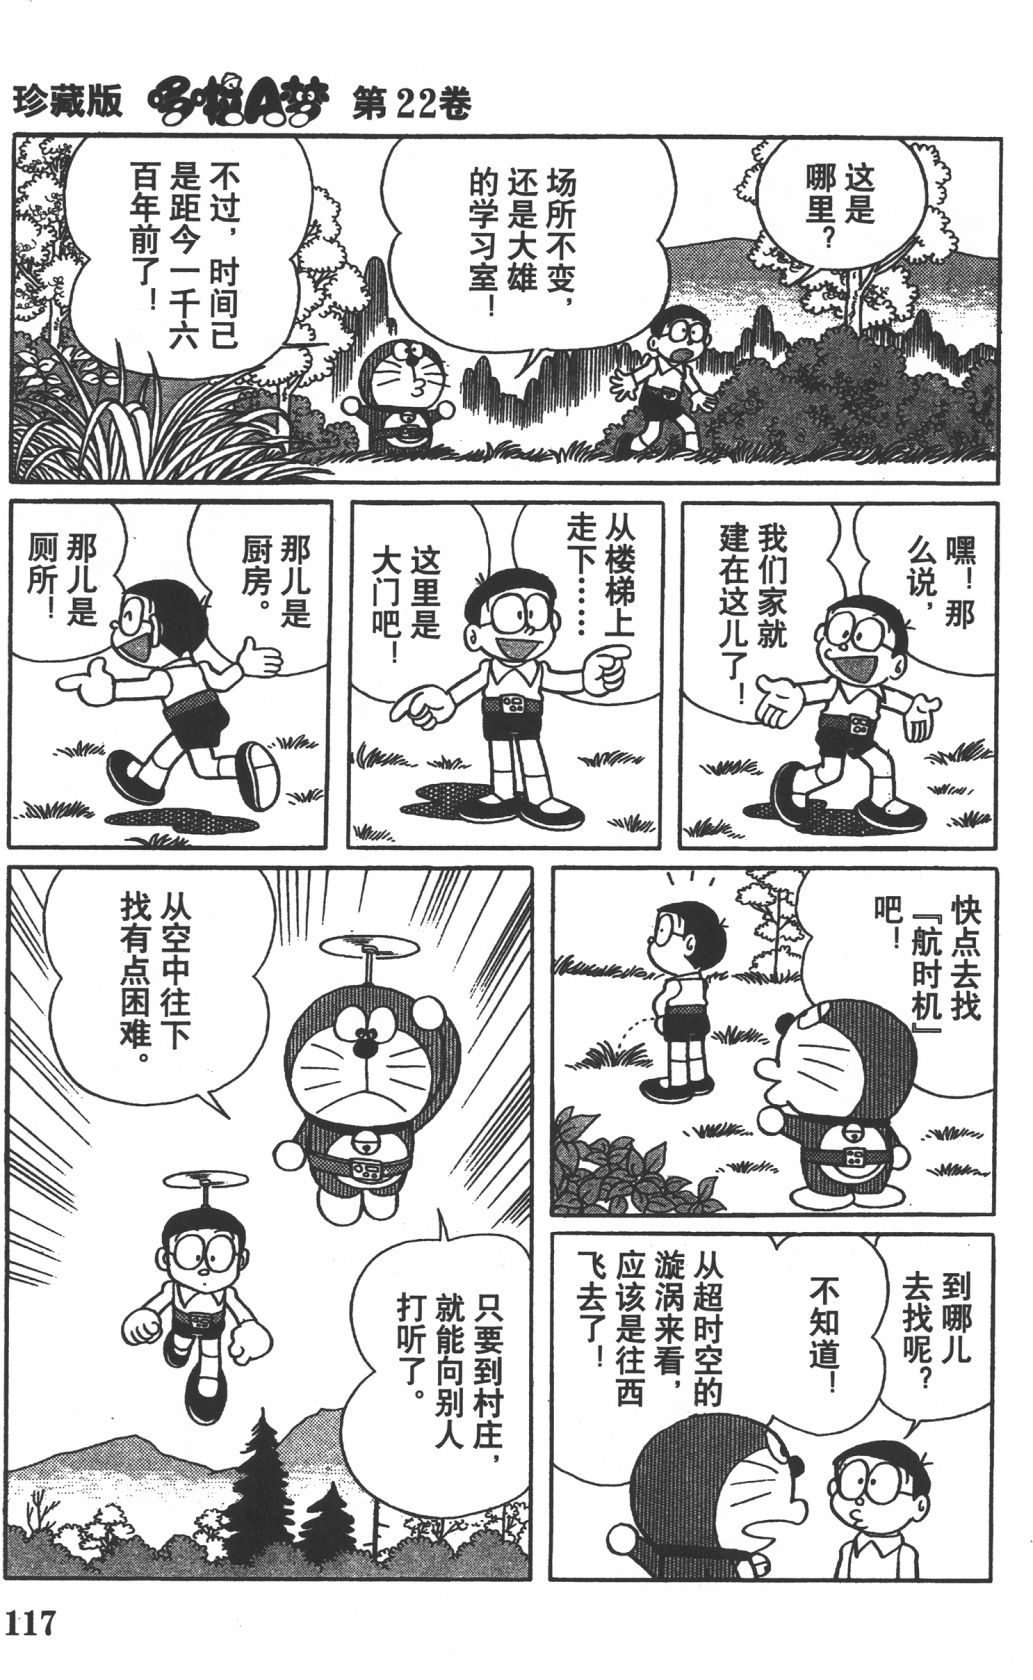 珍藏版 哆啦A梦 第22卷
这是
哪里？
场所不变，
还是大雄
的学习室！
不过，时间已
是距今一千六
百年前了！
嘿！那
么说，
我们家就
建在这儿了！
从楼梯上
走下……
这里是
大门吧！
那儿是
厨房。
那儿是
厕所！
快点去找
『航时机』
吧！
到哪儿
去找呢？
不知道！
从超时空的
漩涡来看，
应该是往西
飞去了！
从空中往下
找有点困难。
只要到村庄，
就能向别人
打听了。
117